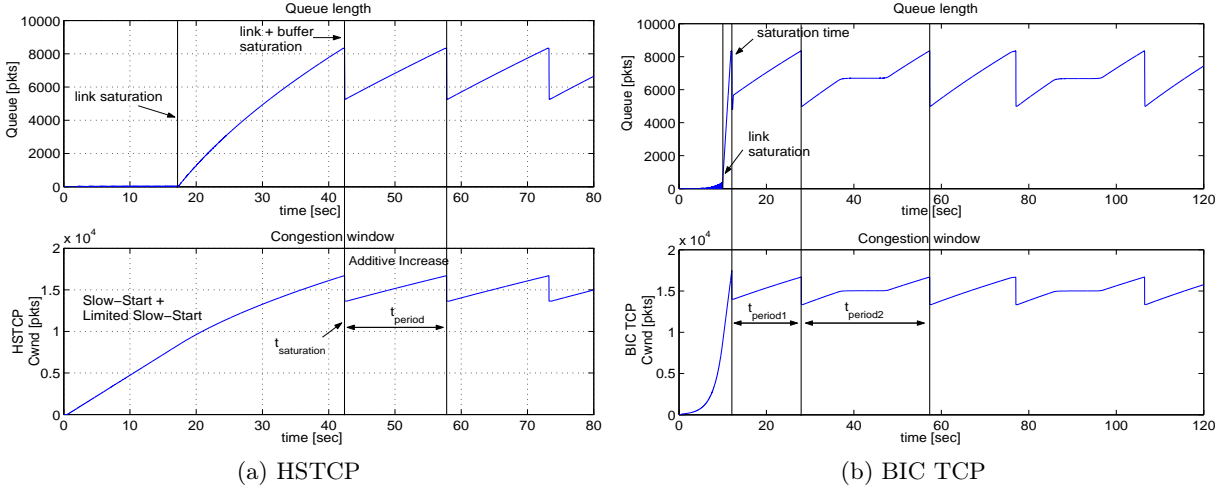 Queue length
10000
8000
6000
4000
2000
0
Queue [pkts]
link saturation
link + buffer
saturation
0 10 20 30 40 50 60 70 80
time [sec]
x 10^4
Congestion window
2
1.5
1
0.5
0
HSTCP
Cwnd [pkts]
Slow−Start +
Limited Slow−Start
Additive Increase
t_period
t_saturation
0 10 20 30 40 50 60 70 80
time [sec]
(a) HSTCP
Queue length
10000
8000
6000
4000
2000
0
Queue [pkts]
saturation time
link
saturation
0 20 40 60 80 100 120
time [sec]
x 10^4
Congestion window
2
1.5
1
0.5
0
BIC TCP
Cwnd [pkts]
t_period1
t_period2
0 20 40 60 80 100 120
time [sec]
(b) BIC TCP